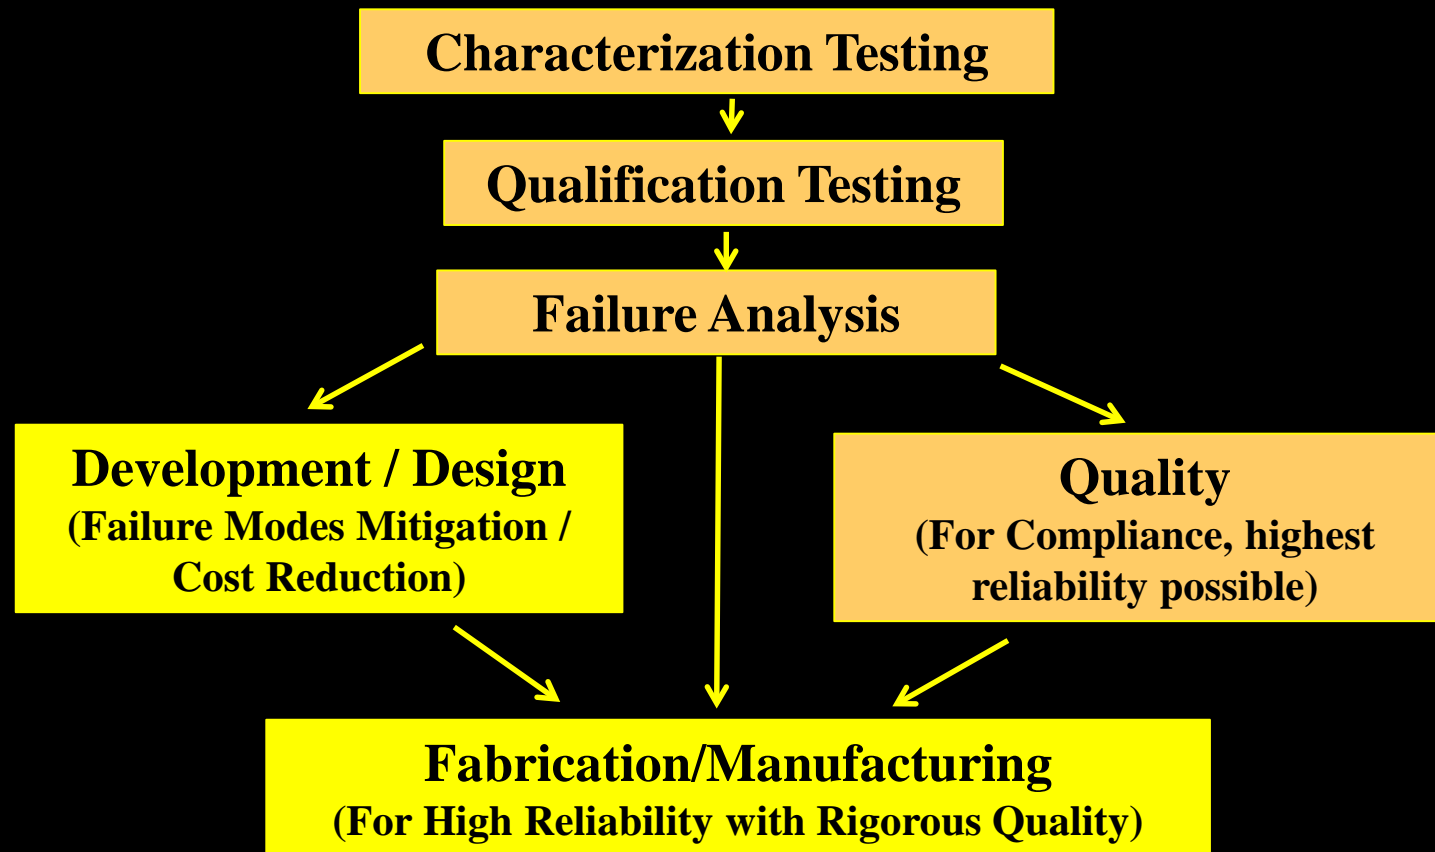 Characterization Testing
Qualification Testing
Failure Analysis
Development / Design
(Failure Modes Mitigation /
Cost Reduction)
Quality
(For Compliance, highest
reliability possible)
Fabrication/Manufacturing
(For High Reliability with Rigorous Quality)